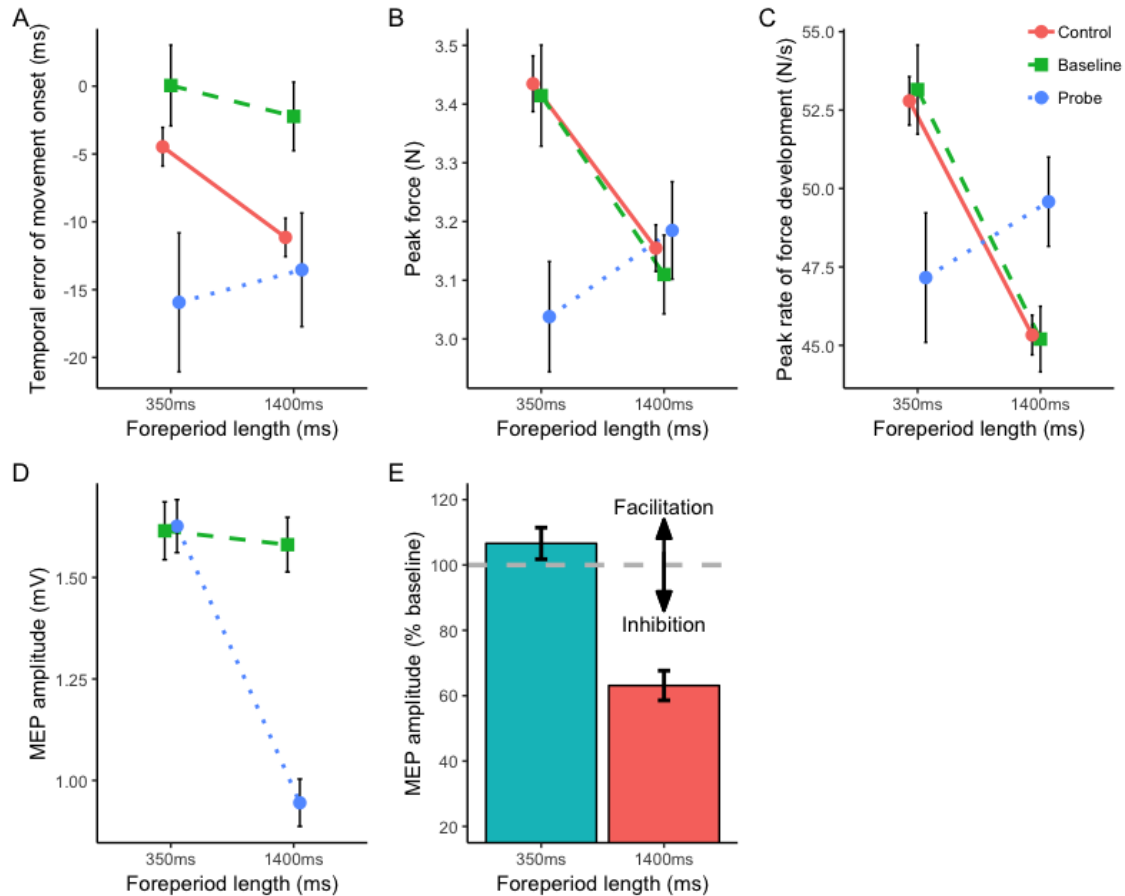 A
Temporal error of movement onset (ms)
0
-5
-10
-15
-20
350ms 1400ms
Foreperiod length (ms)
B
Peak force (N)
3.5
3.4
3.3
3.2
3.1
3.0
350ms 1400ms
Foreperiod length (ms)
C
Peak rate of force development (N/s)
55.0
52.5
50.0
47.5
45.0
350ms 1400ms
Foreperiod length (ms)
Control
Baseline
Probe
D
MEP amplitude (mV)
1.50
1.25
1.00
350ms 1400ms
Foreperiod length (ms)
E
MEP amplitude (% baseline)
120
100
80
60
40
20
Facilitation
Inhibition
350ms 1400ms
Foreperiod length (ms)